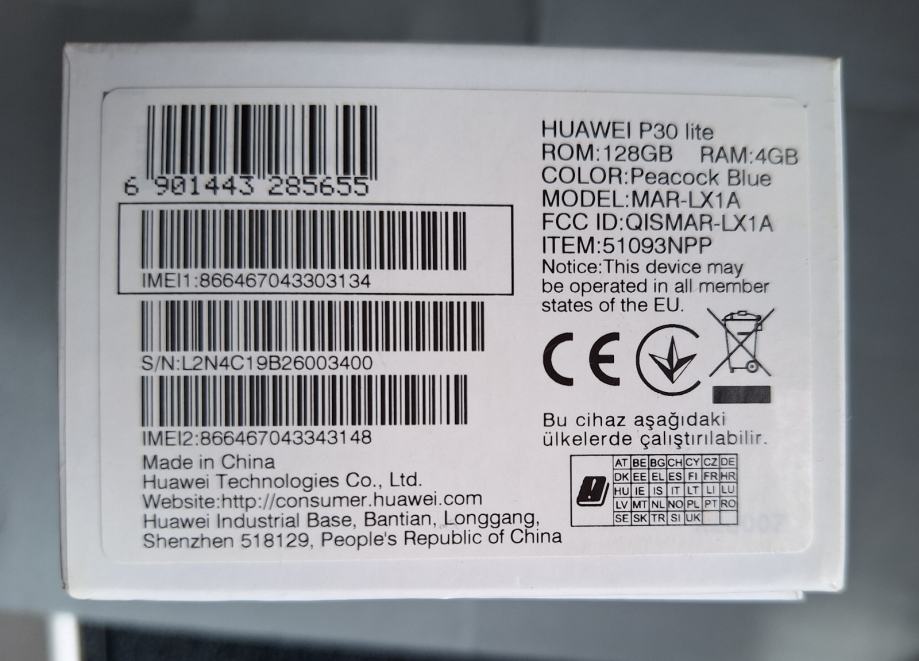 6 901443 285655
IMEI1:866467043303134
S/N:L2N4C19B26003400
IMEI2:866467043343148
Made in China
Huawei Technologies Co., Ltd.
Website:http://consumer.huawei.com
Huawei Industrial Base, Bantian, Longgang,
Shenzhen 518129, People's Republic of China
HUAWEI P30 lite
ROM:128GB RAM:4GB
COLOR:Peacock Blue
MODEL:MAR-LX1A
FCC ID:QISMAR-LX1A
ITEM:51093NPP
Notice:This device may
be operated in all member
states of the EU.
CE
Bu cihaz aşağıdaki
ülkelerde çalıştırılabilir.
AT BE BG CH CY CZ DE
DK EE EL ES FI FR HR
HU IE IS IT LT LI LU
LV MT NL NO PL PT RO
SE SK TR SI UK